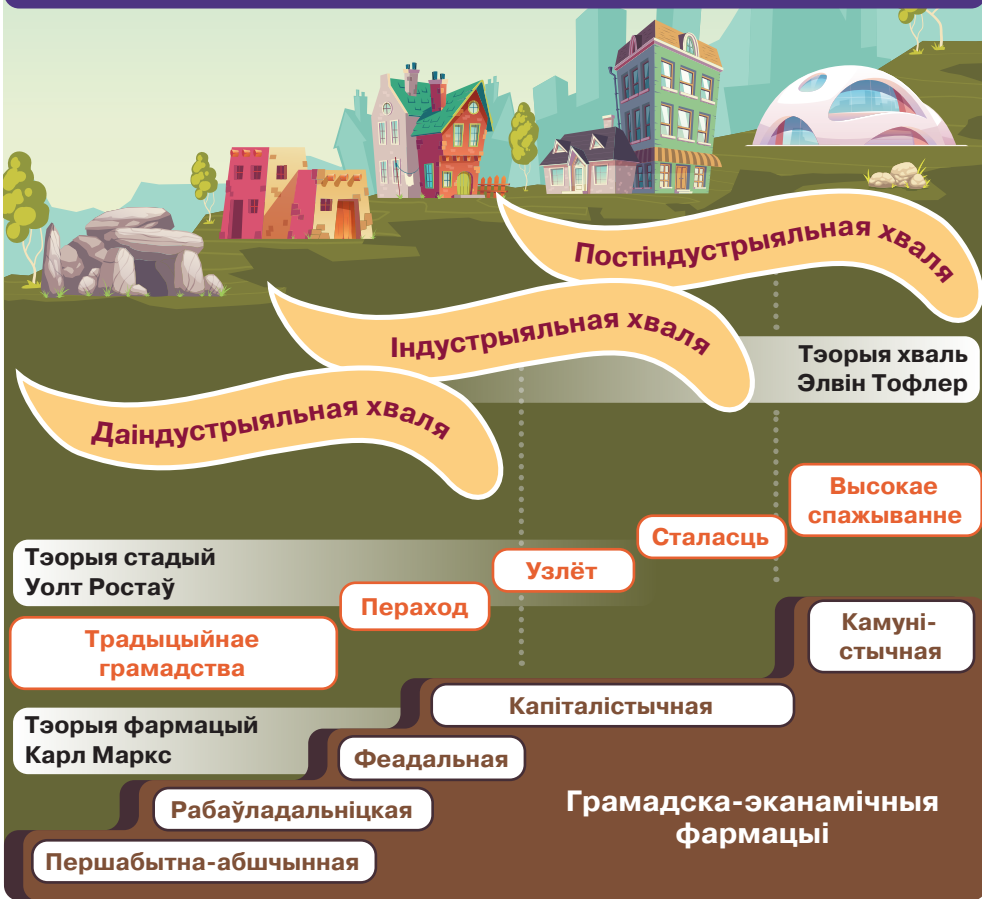 Постіндустрыяльная хваля
Індустрыяльная хваля
Даіндустрыяльная хваля
Тэорыя хваль
Элвін Тофлер
Высокае
спажыванне
Сталасць
Узлёт
Пераход
Традыцыйнае
грамадства
Тэорыя стадый
Уолт Ростаў
Камуні-
стычная
Капіталістычная
Феадальная
Рабаўладальніцкая
Першабытна-абшчынная
Тэорыя фармацый
Карл Маркс
Грамадска-эканамічныя
фармацыі